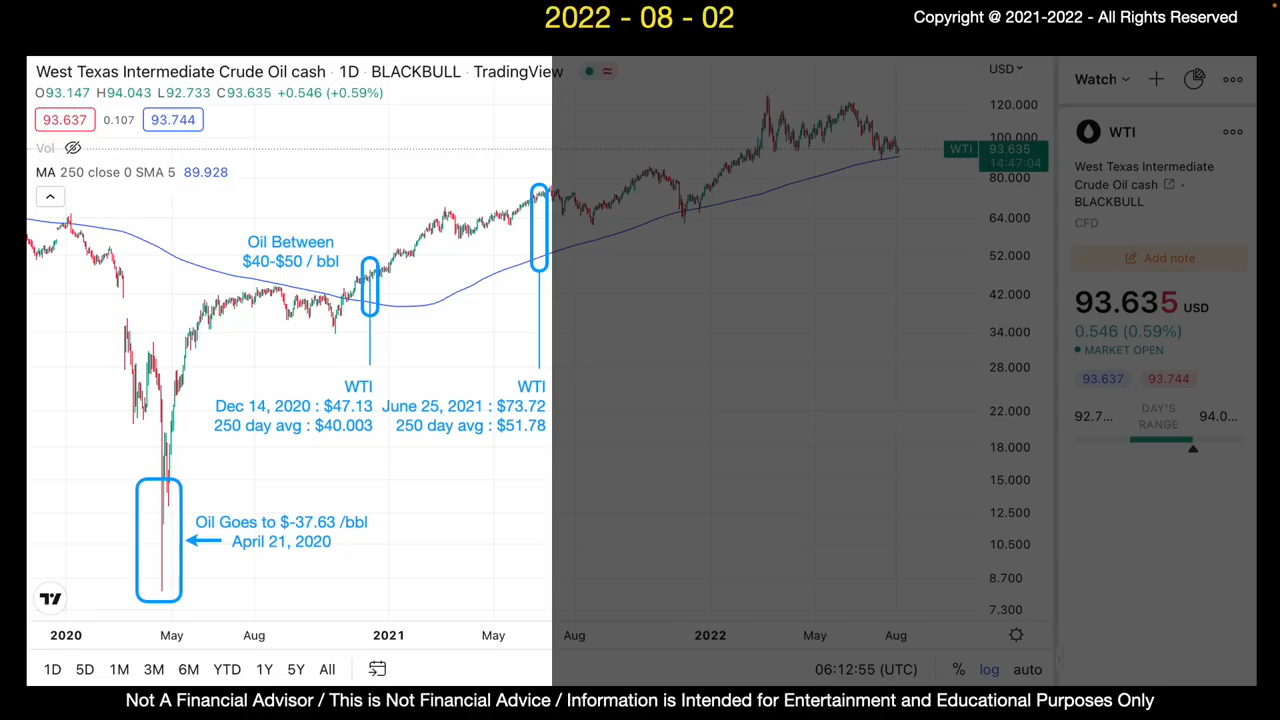 2022 - 08 - 02
Copyright @ 2021-2022 - All Rights Reserved
West Texas Intermediate Crude Oil cash · 1D · BLACKBULL · TradingView
O93.147 H94.043 L92.733 C93.635 +0.546 (+0.59%)
93.637 0.107 93.744
Vol
MA 250 close 0 SMA 5 89.928
Oil Between
$40-$50 / bbl
WTI
Dec 14, 2020 : $47.13
250 day avg : $40.003
WTI
June 25, 2021 : $73.72
250 day avg : $51.78
Oil Goes to $-37.63 /bbl
April 21, 2020
USD
120.000
100.000
WTI 93.635
14:47:04
80.000
64.000
52.000
42.000
34.000
28.000
22.000
18.000
15.000
12.500
10.500
8.700
7.300
2020 May Aug 2021 May Aug 2022 May Aug
1D 5D 1M 3M 6M YTD 1Y 5Y All
06:12:55 (UTC) % log auto
Watch
WTI
West Texas Intermediate
Crude Oil cash
BLACKBULL
CFD
Add note
93.635 USD
0.546 (0.59%)
MARKET OPEN
93.637 93.744
92.7... DAY'S RANGE 94.0...
Not A Financial Advisor / This is Not Financial Advice / Information is Intended for Entertainment and Educational Purposes Only